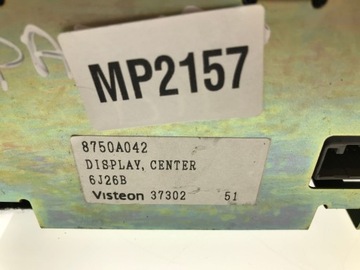 MP2157
8750A042
DISPLAY, CENTER
6J26B
Visteon 37302 51